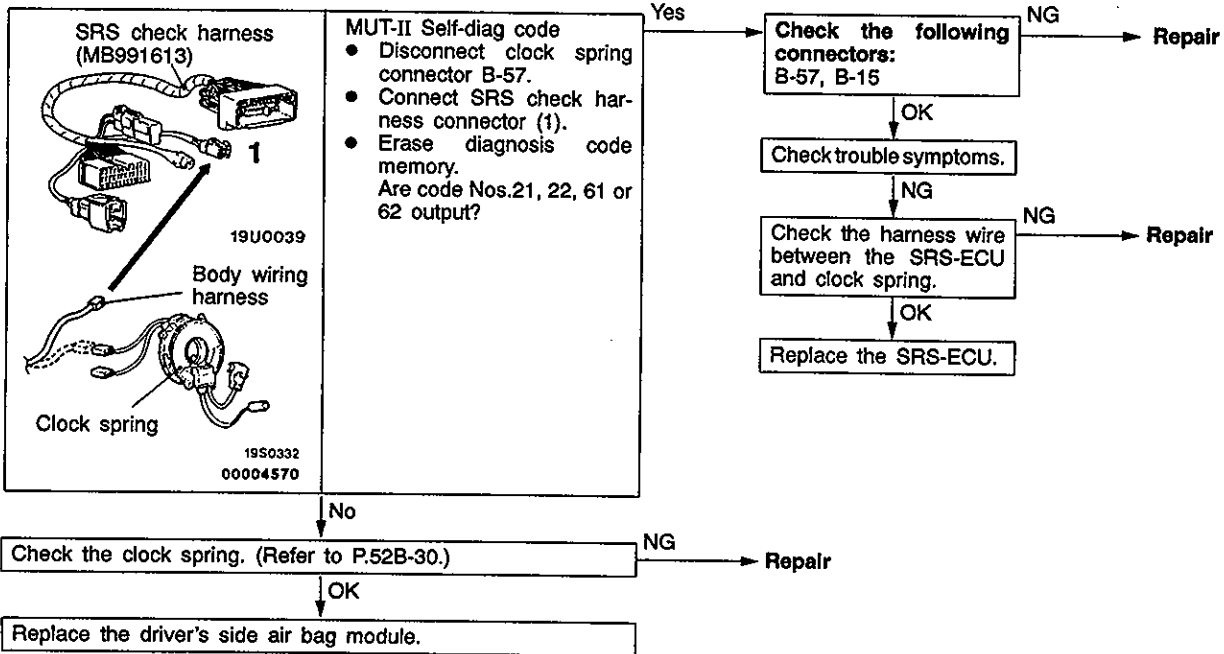 SRS check harness
(MB991613)
1
19U0039
Body wiring
harness
Clock spring
19S0332
00004570
MUT-II Self-diag code
● Disconnect clock spring
connector B-57.
● Connect SRS check har-
ness connector (1).
● Erase diagnosis code
memory.
Are code Nos.21, 22, 61 or
62 output?
Yes
Check the following
connectors:
B-57, B-15
NG
Repair
OK
Check trouble symptoms.
NG
Check the harness wire
between the SRS-ECU
and clock spring.
NG
Repair
OK
Replace the SRS-ECU.
No
Check the clock spring. (Refer to P.52B-30.)
NG
Repair
OK
Replace the driver's side air bag module.